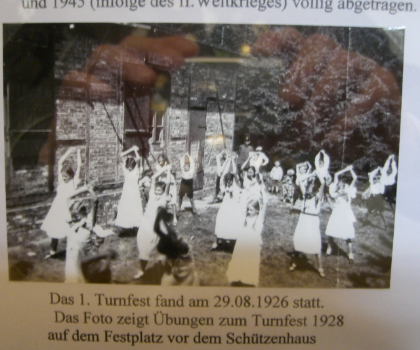 und 1945 (infolge des II. Weltkrieges) völlig abgetragen.
Das 1. Turnfest fand am 29.08.1926 statt.
Das Foto zeigt Übungen zum Turnfest 1928
auf dem Festplatz vor dem Schützenhaus